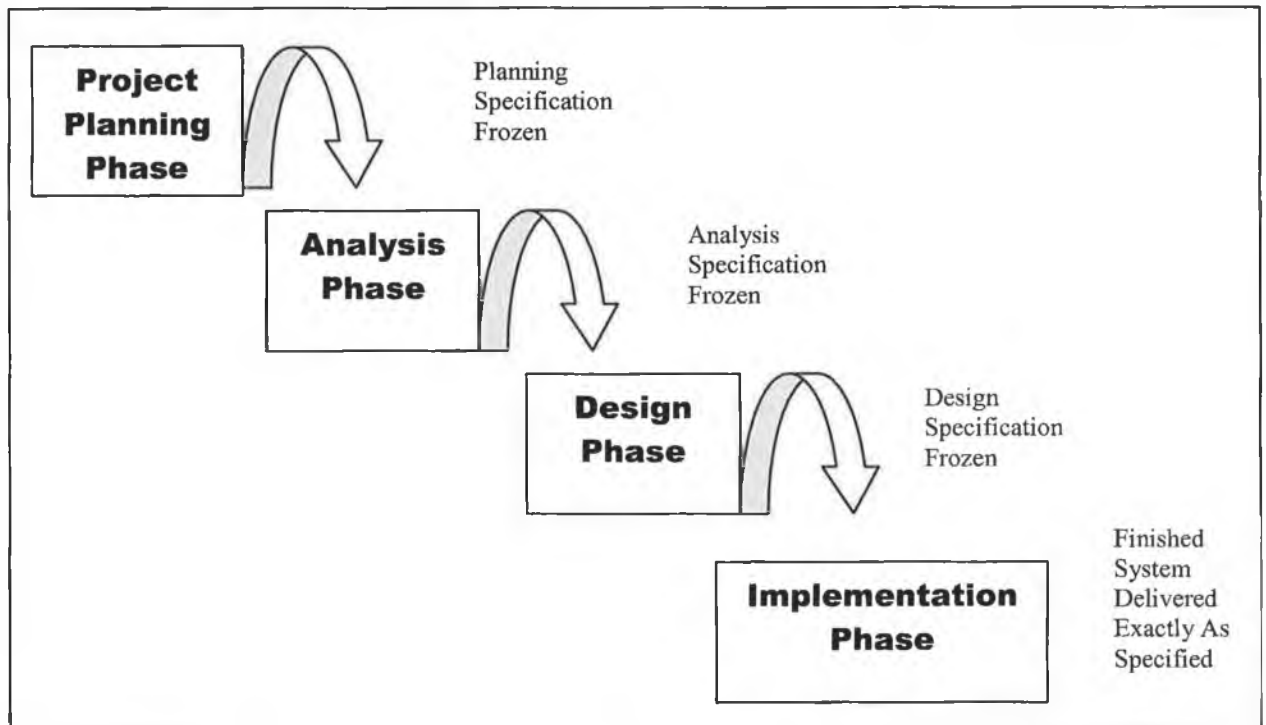 Project
Planning
Phase
Planning
Specification
Frozen
Analysis
Phase
Analysis
Specification
Frozen
Design
Phase
Design
Specification
Frozen
Implementation
Phase
Finished
System
Delivered
Exactly As
Specified